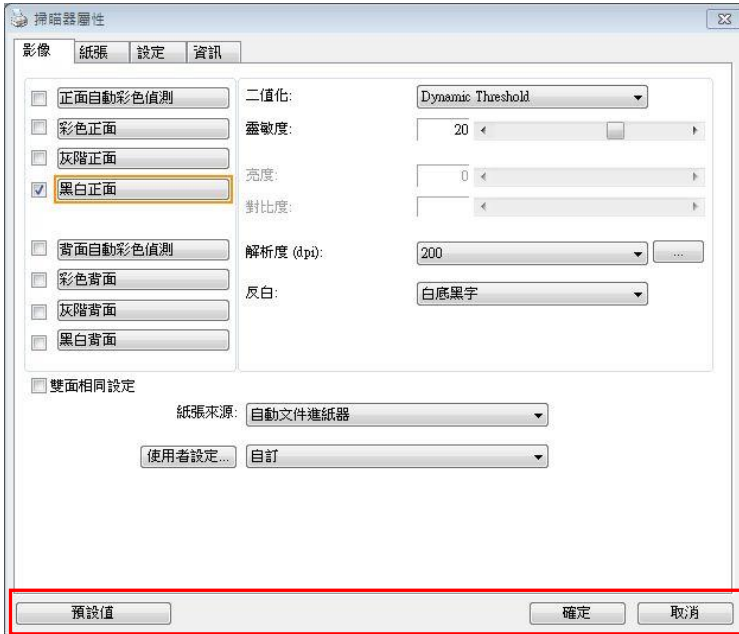 掃瞄器屬性
影像 紙張 設定 資訊
正面自動彩色偵測
彩色正面
灰階正面
黑白正面
背面自動彩色偵測
彩色背面
灰階背面
黑白背面
二值化: Dynamic Threshold
靈敏度: 20
亮度: 0
對比度:
解析度 (dpi): 200 ...
反白: 白底黑字
雙面相同設定
紙張來源: 自動文件進紙器
使用者設定... 自訂
預設值 確定 取消